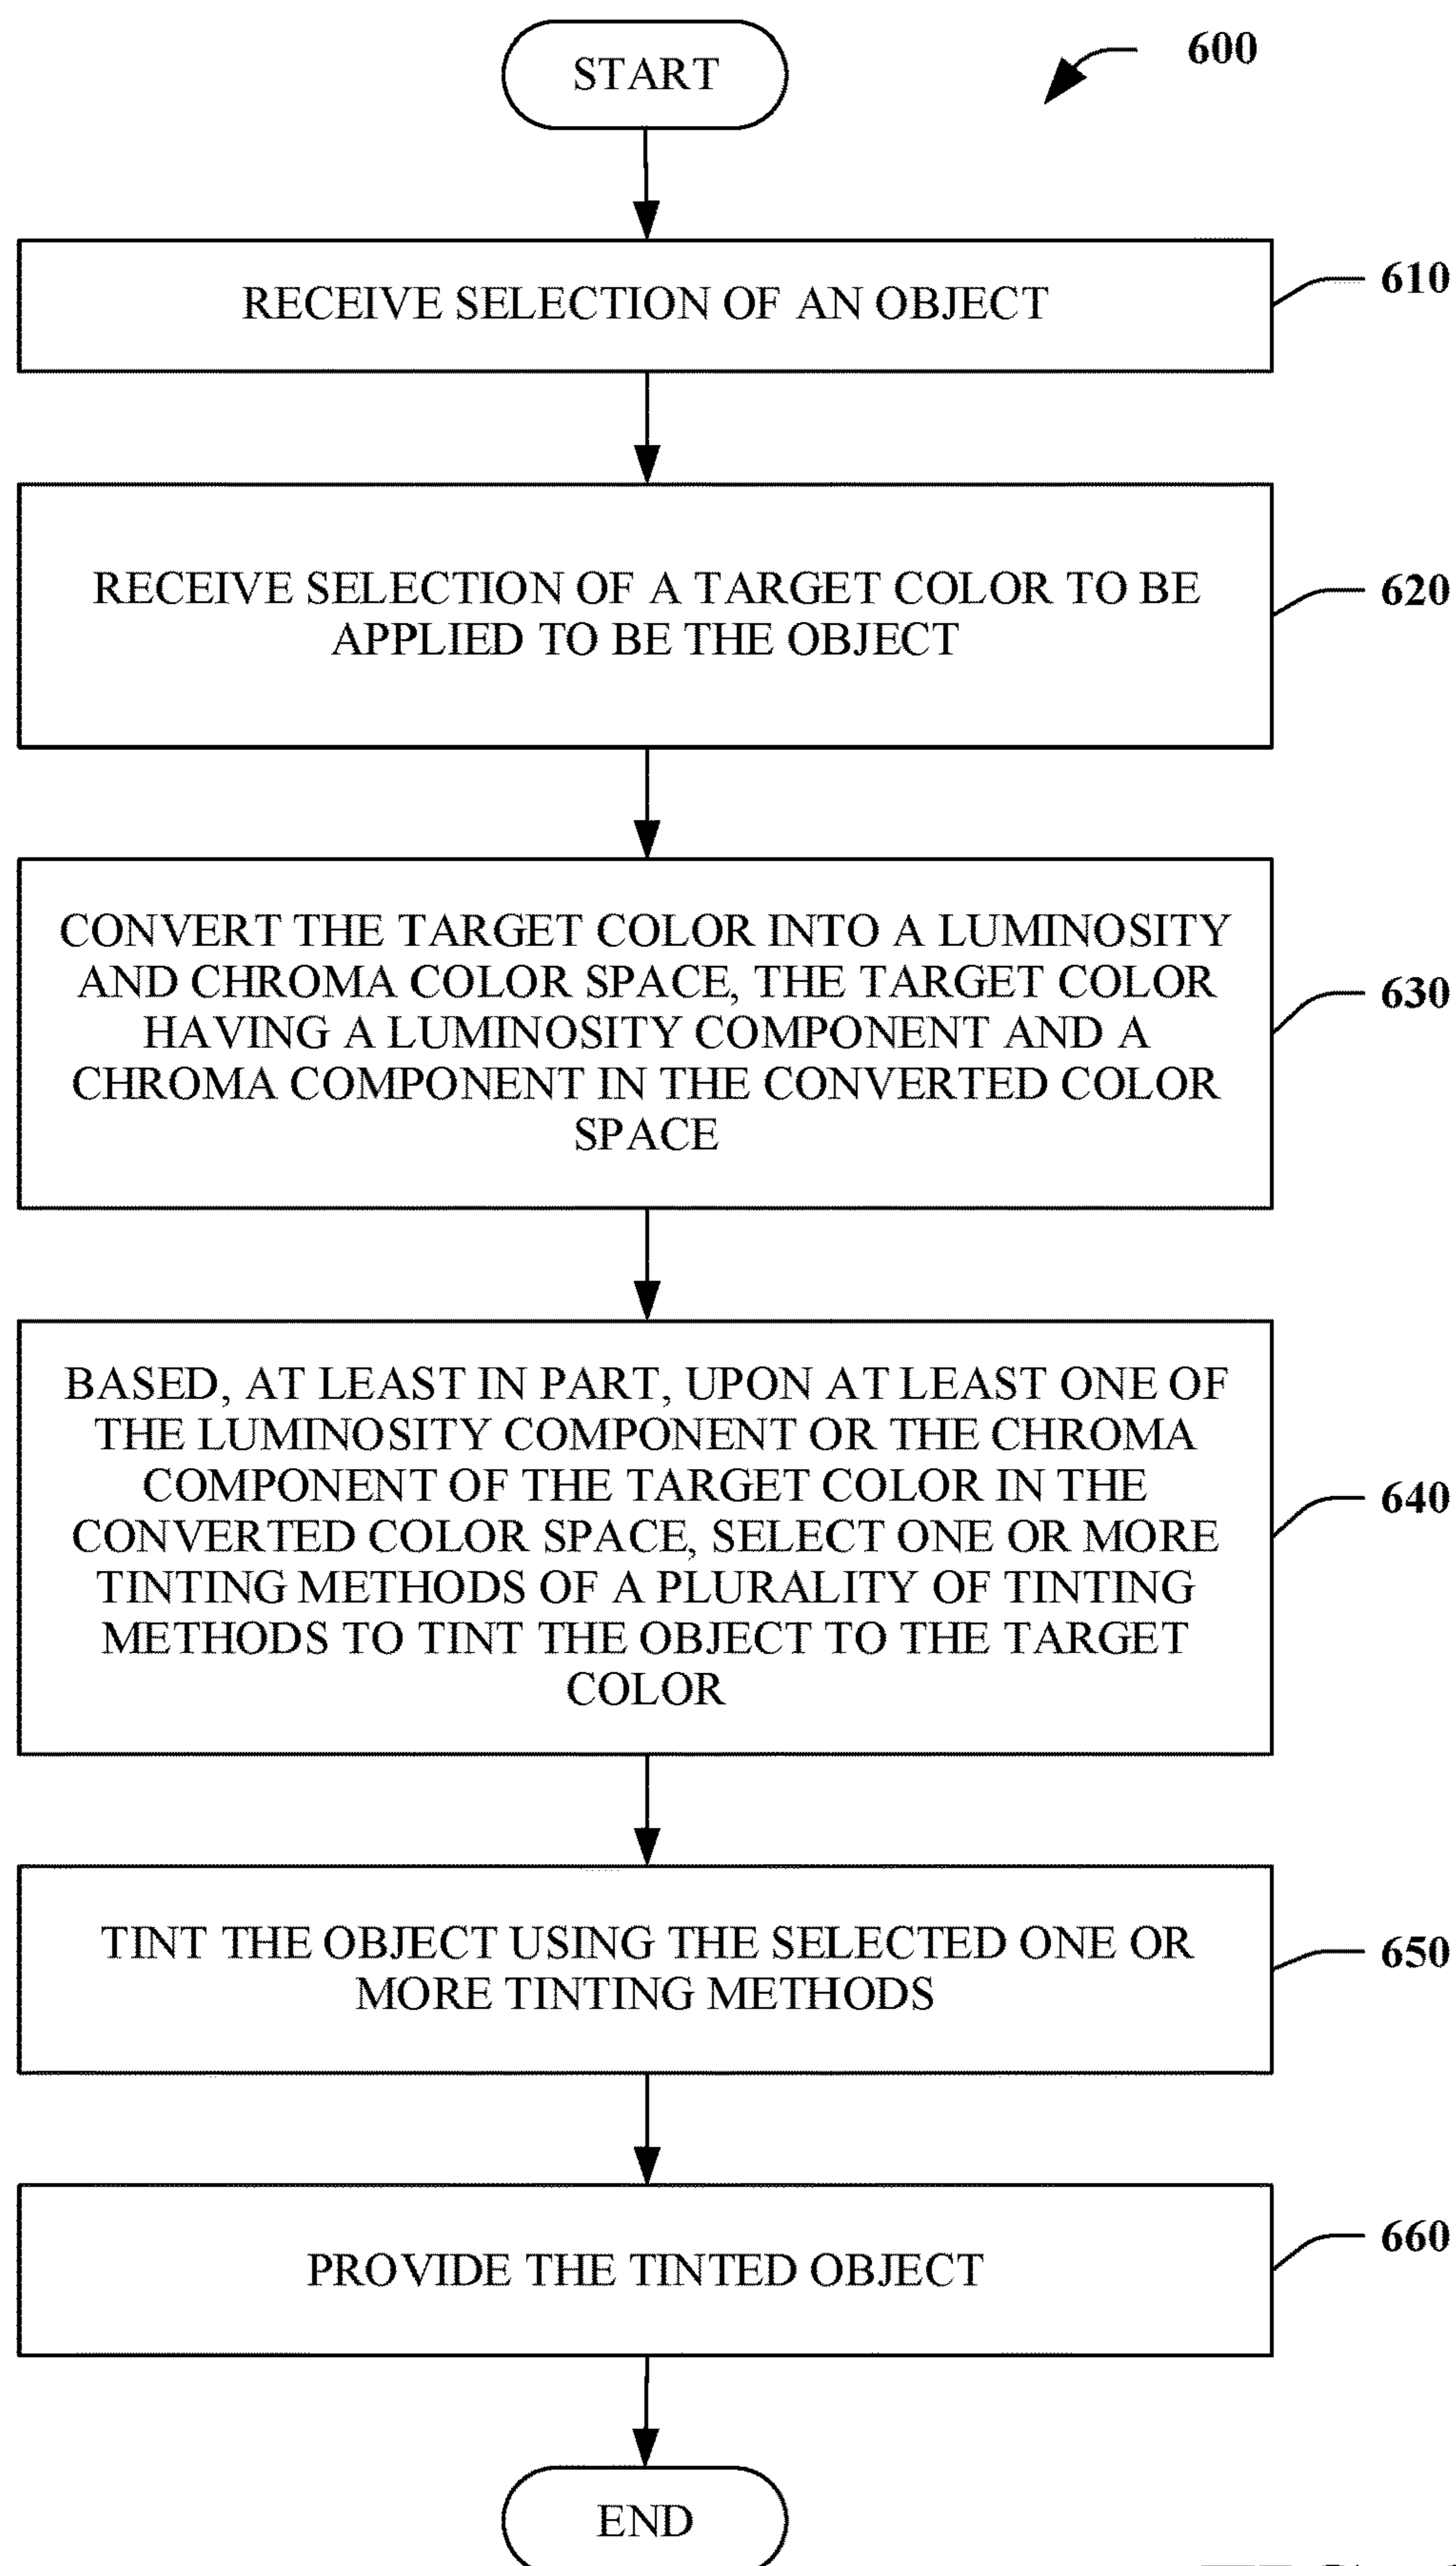 START
600
RECEIVE SELECTION OF AN OBJECT
610
RECEIVE SELECTION OF A TARGET COLOR TO BE
APPLIED TO BE THE OBJECT
620
CONVERT THE TARGET COLOR INTO A LUMINOSITY
AND CHROMA COLOR SPACE, THE TARGET COLOR
HAVING A LUMINOSITY COMPONENT AND A
CHROMA COMPONENT IN THE CONVERTED COLOR
SPACE
630
BASED, AT LEAST IN PART, UPON AT LEAST ONE OF
THE LUMINOSITY COMPONENT OR THE CHROMA
COMPONENT OF THE TARGET COLOR IN THE
CONVERTED COLOR SPACE, SELECT ONE OR MORE
TINTING METHODS OF A PLURALITY OF TINTING
METHODS TO TINT THE OBJECT TO THE TARGET
COLOR
640
TINT THE OBJECT USING THE SELECTED ONE OR
MORE TINTING METHODS
650
PROVIDE THE TINTED OBJECT
660
END